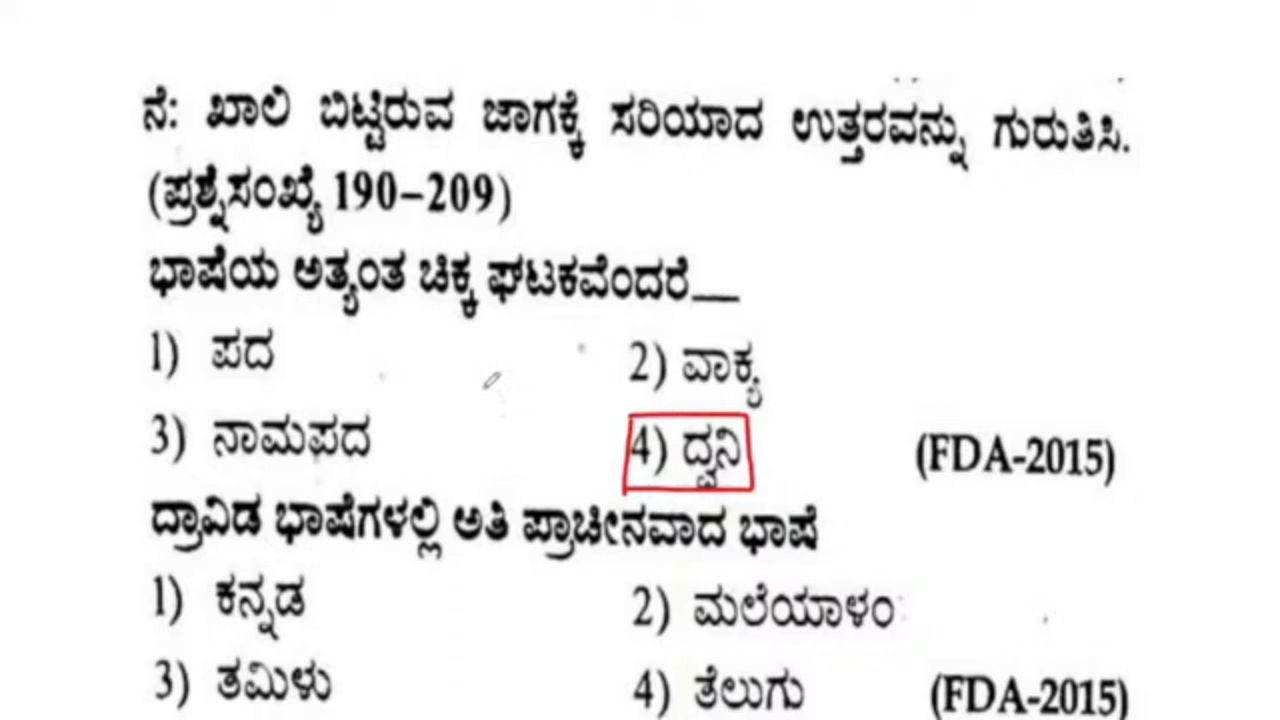 ನೆ: ಖಾಲಿ ಬಿಟ್ಟಿರುವ ಜಾಗಕ್ಕೆ ಸರಿಯಾದ ಉತ್ತರವನ್ನು ಗುರುತಿಸಿ.
(ಪ್ರಶ್ನೆಸಂಖ್ಯೆ 190-209)
ಭಾಷೆಯ ಅತ್ಯಂತ ಚಿಕ್ಕ ಘಟಕವೆಂದರೆ__
1) ಪದ 2) ವಾಕ್ಯ
3) ನಾಮಪದ 4) ದ್ವನಿ (FDA-2015)
ದ್ರಾವಿಡ ಭಾಷೆಗಳಲ್ಲಿ ಅತಿ ಪ್ರಾಚೀನವಾದ ಭಾಷೆ
1) ಕನ್ನಡ 2) ಮಲೆಯಾಳಂ
3) ತಮಿಳು 4) ತೆಲುಗು (FDA-2015)